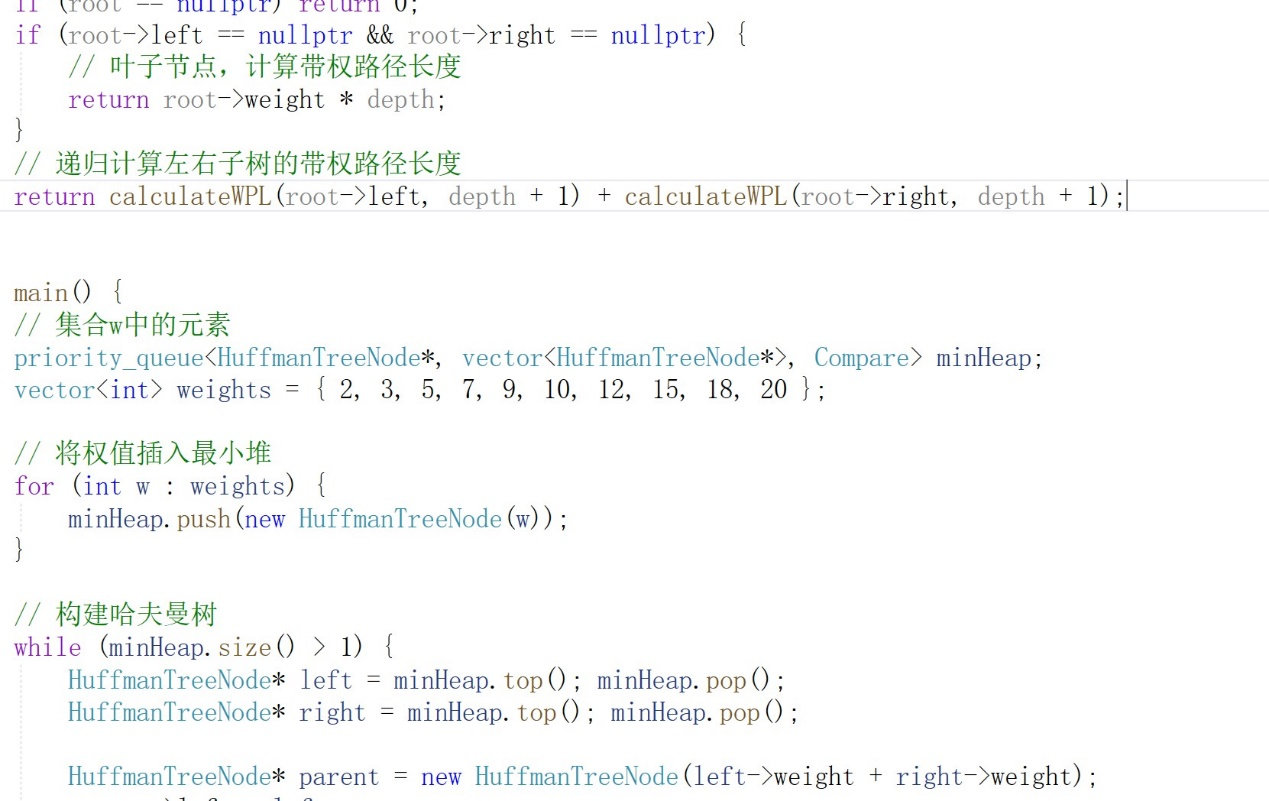 if (root == nullptr) return 0;
if (root->left == nullptr && root->right == nullptr) {
// 叶子节点，计算带权路径长度
return root->weight * depth;
}
// 递归计算左右子树的带权路径长度
return calculateWPL(root->left, depth + 1) + calculateWPL(root->right, depth + 1);
main() {
// 集合w中的元素
priority_queue<HuffmanTreeNode*, vector<HuffmanTreeNode*>, Compare> minHeap;
vector<int> weights = { 2, 3, 5, 7, 9, 10, 12, 15, 18, 20 };
// 将权值插入最小堆
for (int w : weights) {
minHeap.push(new HuffmanTreeNode(w));
}
// 构建哈夫曼树
while (minHeap.size() > 1) {
HuffmanTreeNode* left = minHeap.top(); minHeap.pop();
HuffmanTreeNode* right = minHeap.top(); minHeap.pop();
HuffmanTreeNode* parent = new HuffmanTreeNode(left->weight + right->weight);